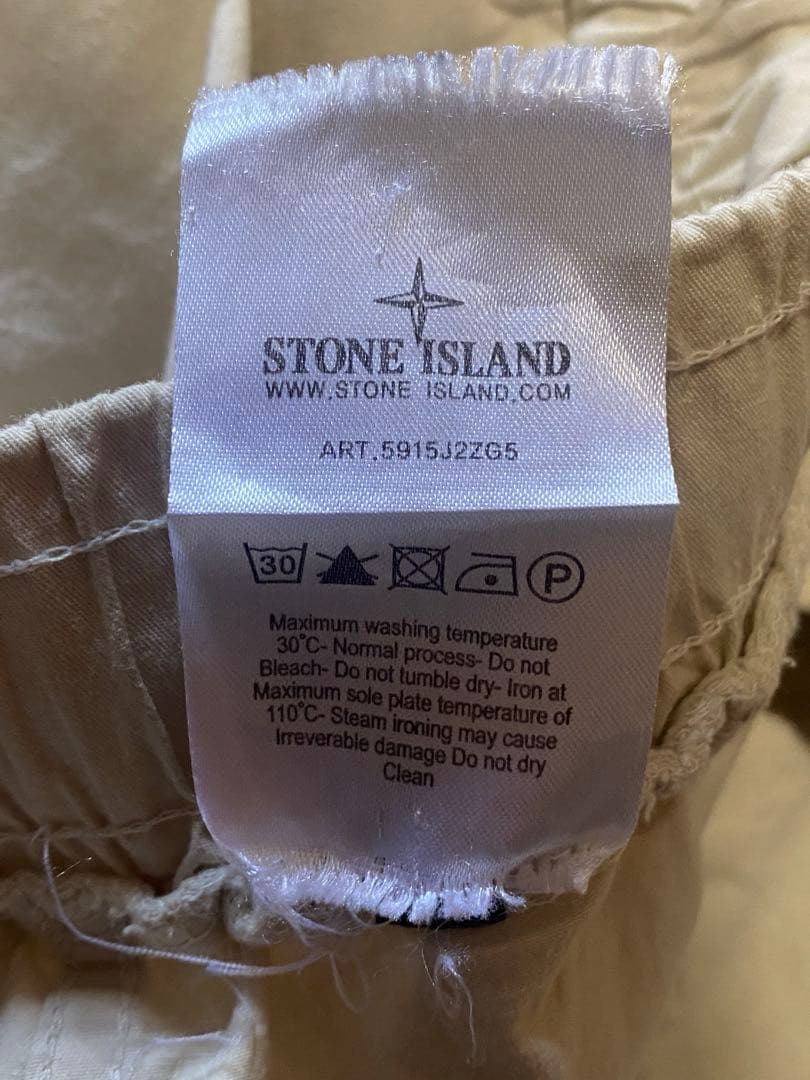 STONE ISLAND
WWW.STONE ISLAND.COM
ART.5915J2ZG5
30 P
Maximum washing temperature
30°C- Normal process- Do not
Bleach- Do not tumble dry- Iron at
Maximum sole plate temperature of
110°C- Steam ironing may cause
Irreverable damage Do not dry
Clean